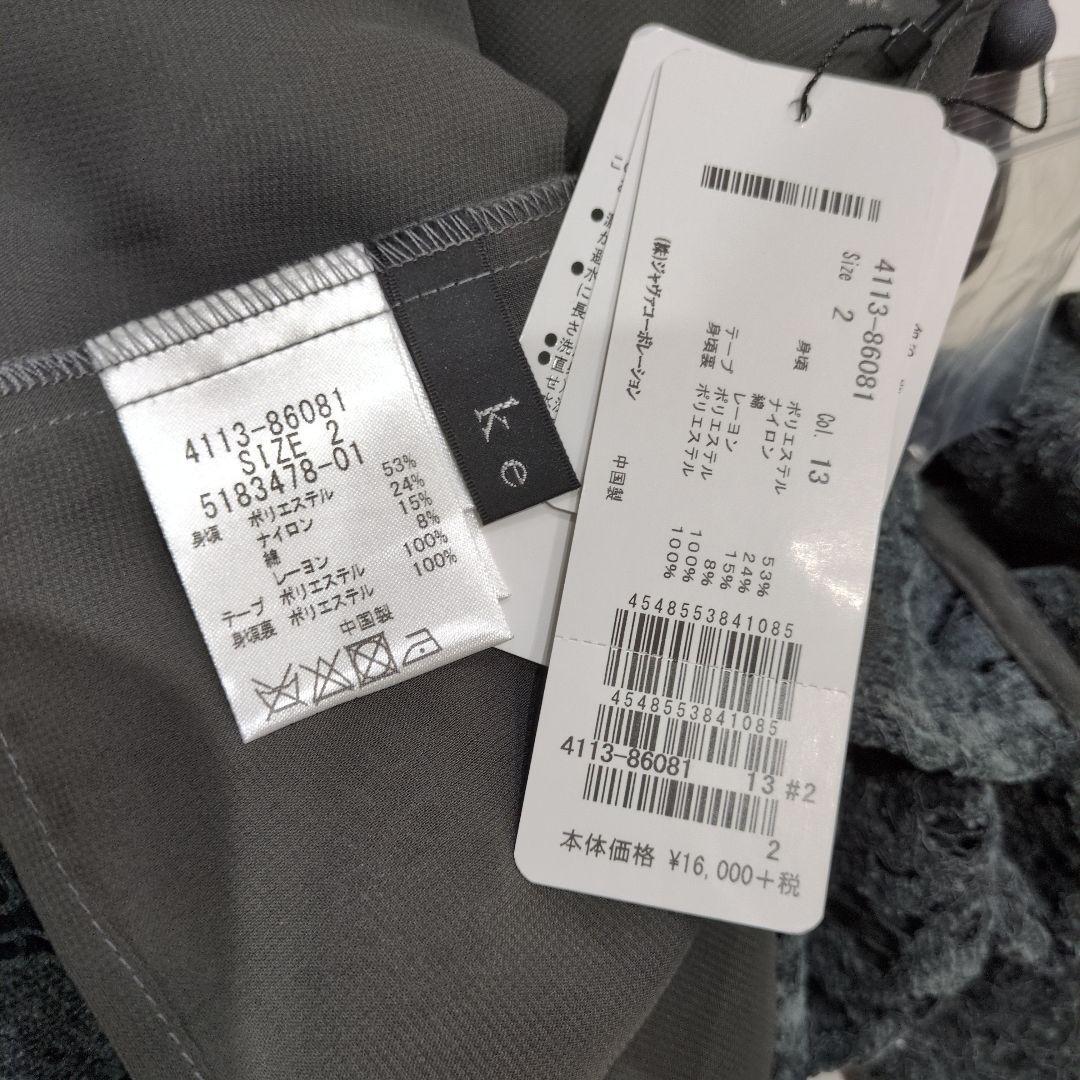 4113-86081
SIZE 2
5183478-01
身頃 ポリエステル 53%
ナイロン 24%
綿 15%
レーヨン 8%
テープ ポリエステル 100%
身頃裏 ポリエステル 100%
中国製
k
e
4113-86081
Size 2 Col. 13
身頃 ポリエステル 53%
ナイロン 24%
綿 15%
レーヨン 8%
テープ ポリエステル 100%
身頃裏 ポリエステル 100%
(株)ジャヴァコーポレーション
中国製
4548553841085
4548553841085
4113-86081 13 #2
2
本体価格 ¥16,000+税